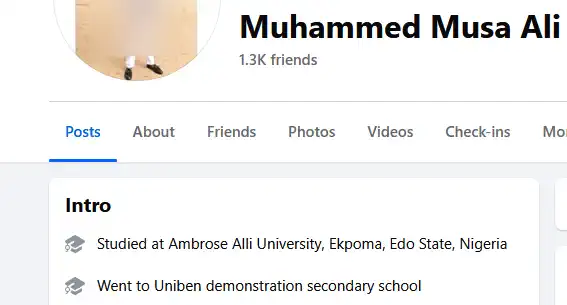 Muhammed Musa Ali
1.3K friends
Posts About Friends Photos Videos Check-ins Mo
Intro
Studied at Ambrose Alli University, Ekpoma, Edo State, Nigeria
Went to Uniben demonstration secondary school